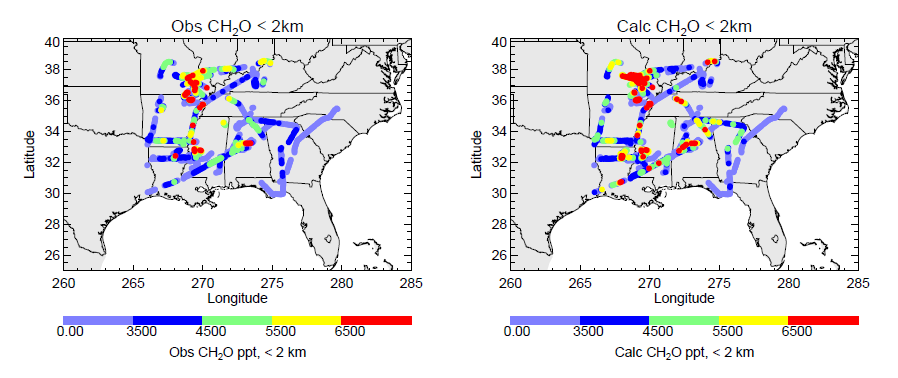 Obs CH₂O < 2km
40
38
36
34
32
30
28
26
Latitude
260 265 270 275 280 285
Longitude
0.00 3500 4500 5500 6500
Obs CH₂O ppt, < 2 km
Calc CH₂O < 2km
40
38
36
34
32
30
28
26
Latitude
260 265 270 275 280 285
Longitude
0.00 3500 4500 5500 6500
Calc CH₂O ppt, < 2 km